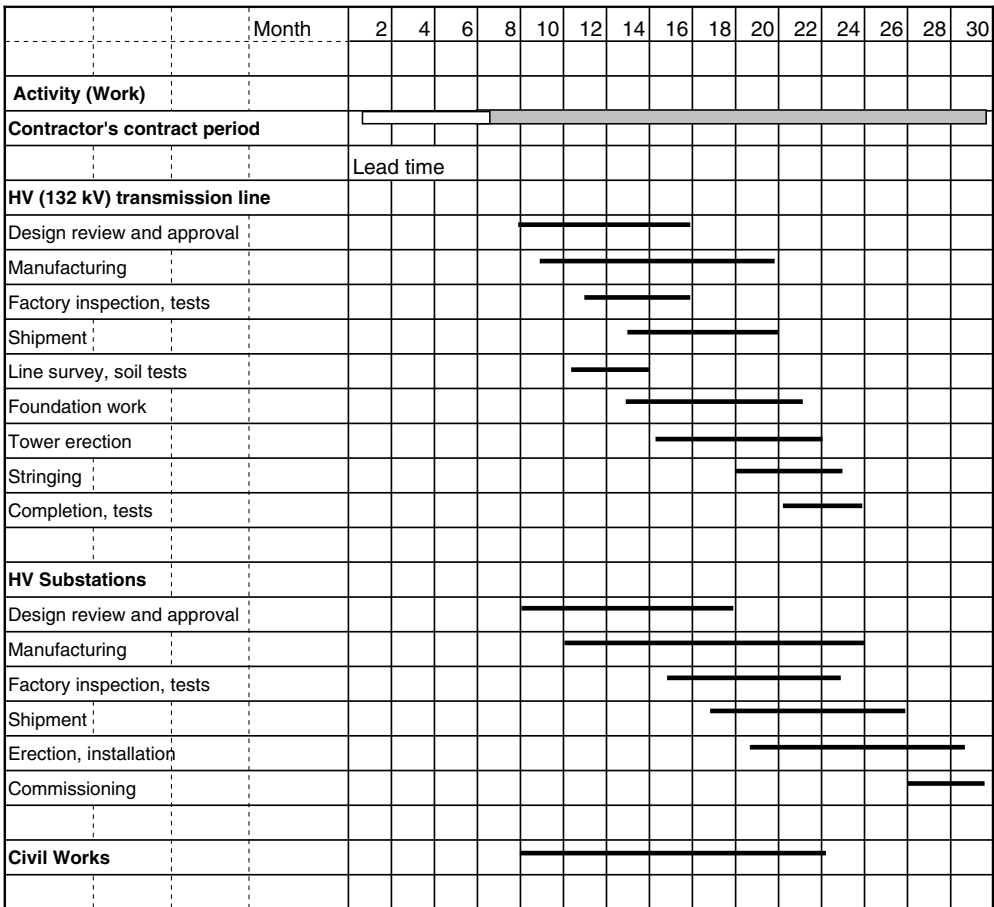 Month 2 4 6 8 10 12 14 16 18 20 22 24 26 28 30
Activity (Work)
Contractor's contract period
Lead time
HV (132 kV) transmission line
Design review and approval
Manufacturing
Factory inspection, tests
Shipment
Line survey, soil tests
Foundation work
Tower erection
Stringing
Completion, tests
HV Substations
Design review and approval
Manufacturing
Factory inspection, tests
Shipment
Erection, installation
Commissioning
Civil Works